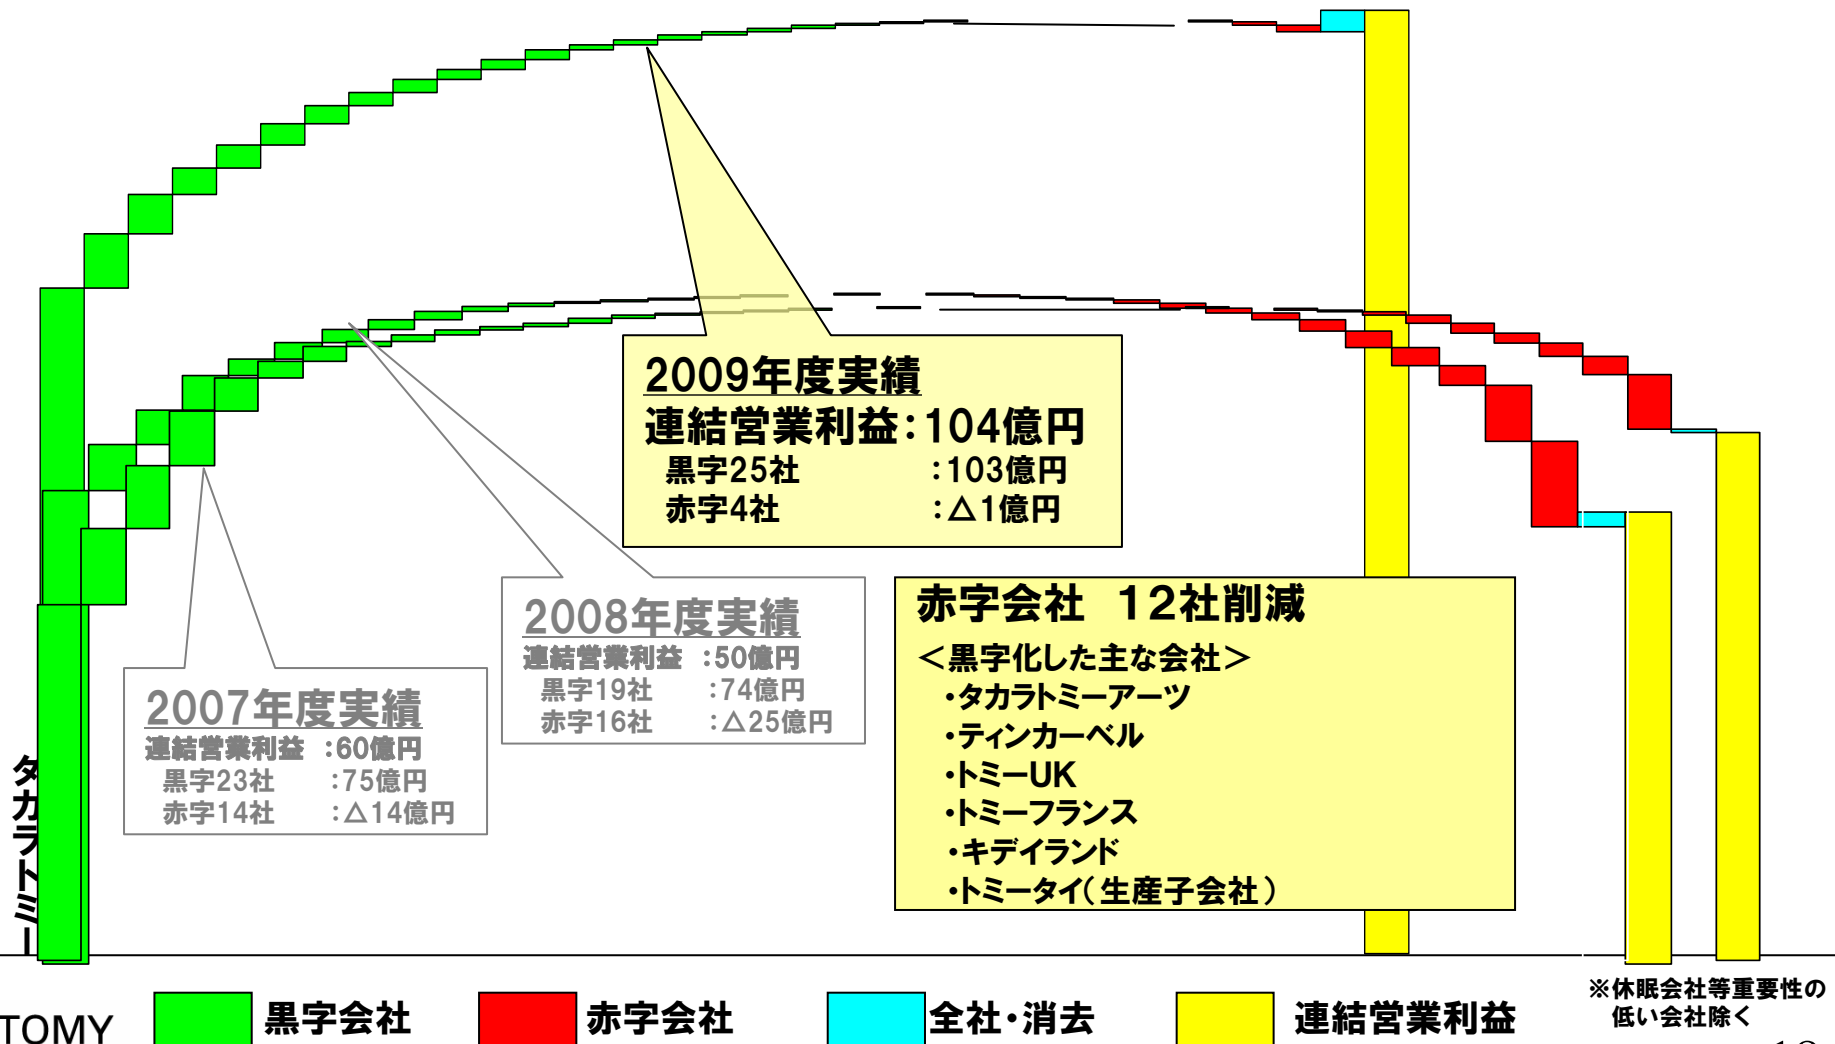 2009年度実績
連結営業利益：104億円
黒字25社 ：103億円
赤字4社 ：△1億円
2008年度実績
連結営業利益 ：50億円
黒字19社 ：74億円
赤字16社 ：△25億円
2007年度実績
連結営業利益 ：60億円
黒字23社 ：75億円
赤字14社 ：△14億円
赤字会社 12社削減
＜黒字化した主な会社＞
・タカラトミーアーツ
・ティンカーベル
・トミーUK
・トミーフランス
・キデイランド
・トミータイ（生産子会社）
タカラトミー
黒字会社
赤字会社
全社・消去
連結営業利益
※休眠会社等重要性の
低い会社除く
TOMY